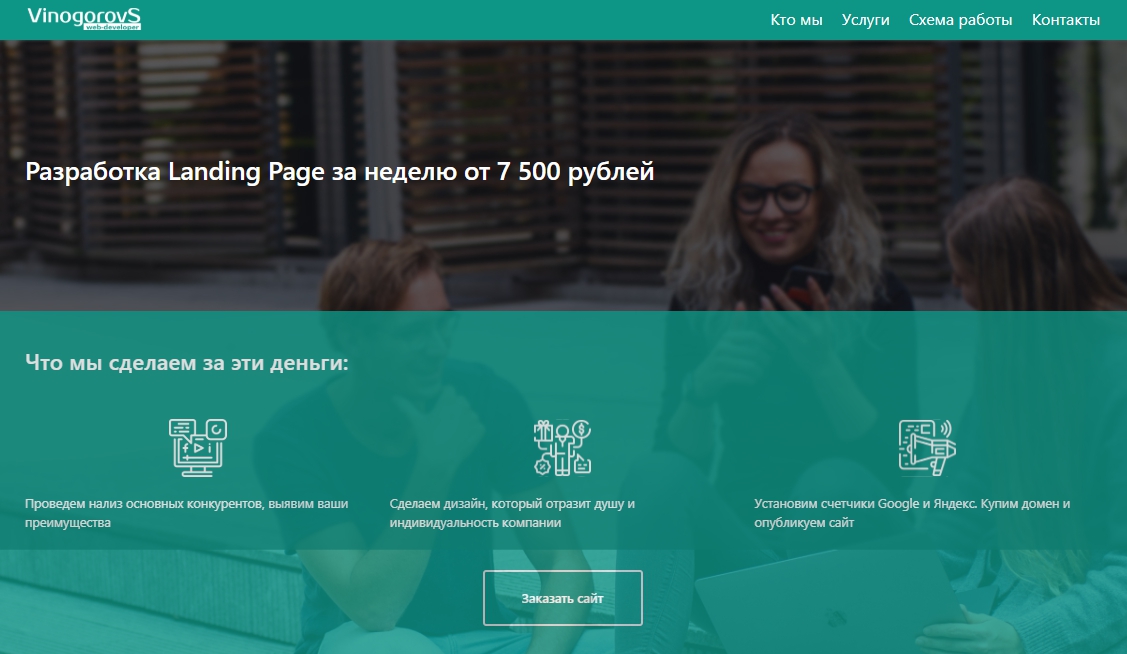 VinogorovS
web-developer
Кто мы Услуги Схема работы Контакты
Разработка Landing Page за неделю от 7 500 рублей
Что мы сделаем за эти деньги:
Проведем нализ основных конкурентов, выявим ваши
преимущества
Сделаем дизайн, который отразит душу и
индивидуальность компании
Установим счетчики Google и Яндекс. Купим домен и
опубликуем сайт
Заказать сайт